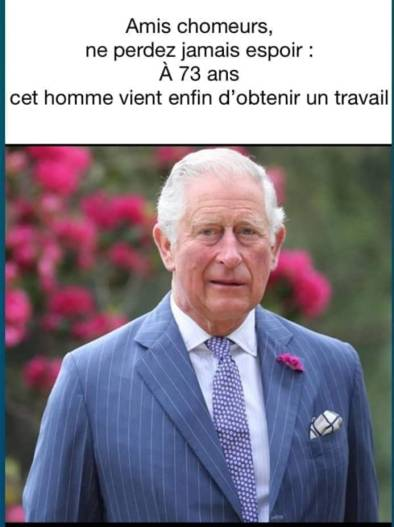 Amis chomeurs,
ne perdez jamais espoir :
À 73 ans
cet homme vient enfin d’obtenir un travail